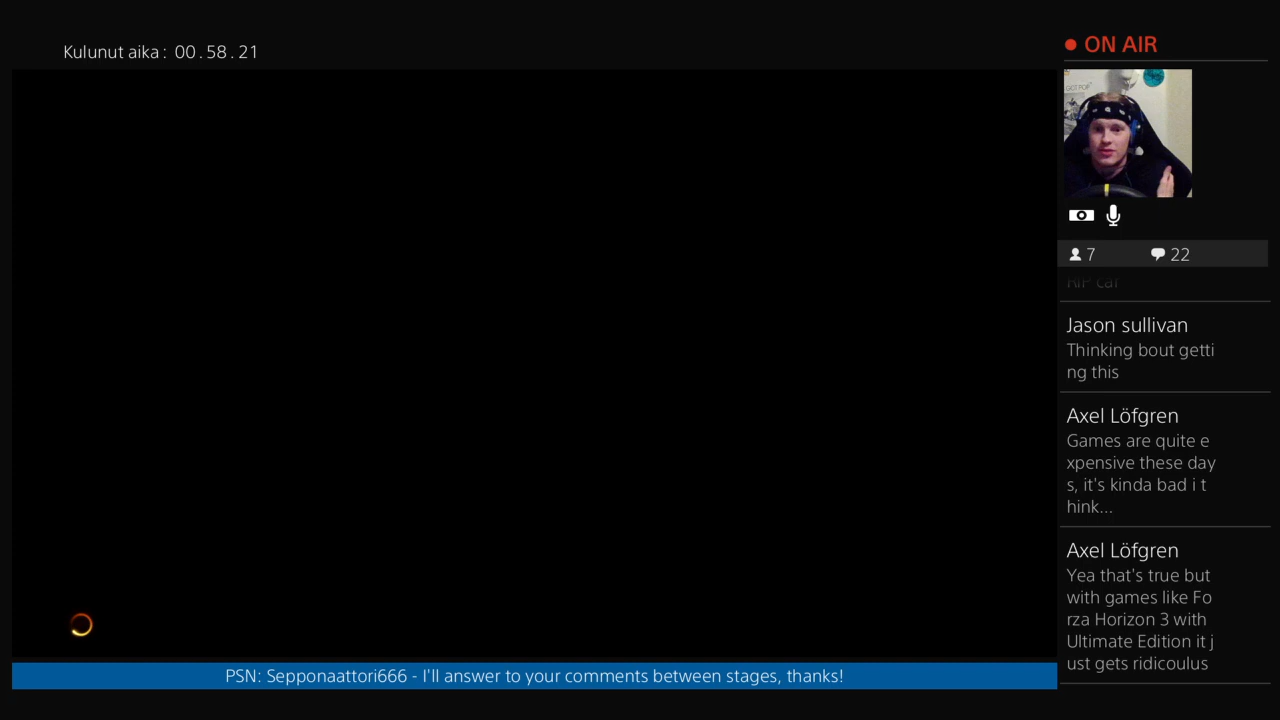 Kulunut aika : 00 . 58 . 21
ON AIR
7
22
RIP car
Jason sullivan
Thinking bout getti
ng this
Axel Löfgren
Games are quite e
xpensive these day
s, it's kinda bad i t
hink...
Axel Löfgren
Yea that's true but
with games like Fo
rza Horizon 3 with
Ultimate Edition it j
ust gets ridicoulus
PSN: Sepponaattori666 - I'll answer to your comments between stages, thanks!